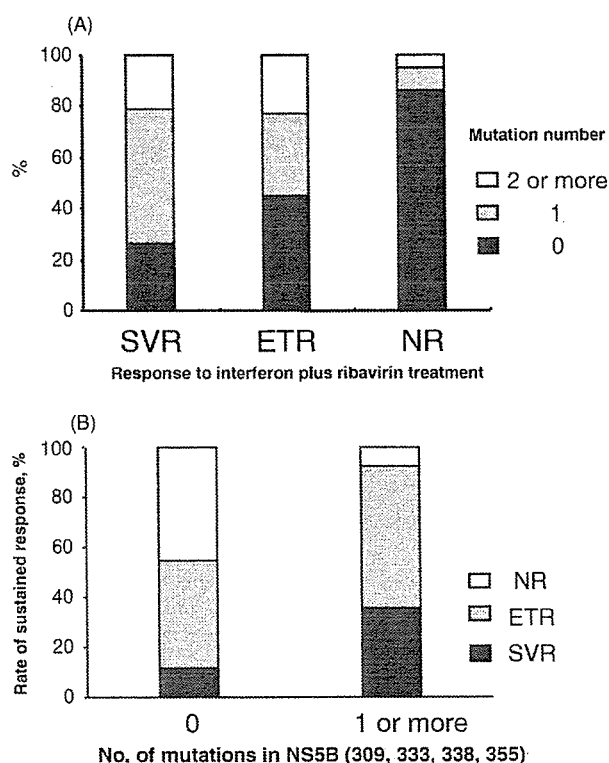 (A)
100
80
60
40
20
0
%
SVR ETR NR
Response to interferon plus ribavirin treatment
Mutation number
2 or more
1
0
(B)
100
80
60
40
20
0
Rate of sustained response, %
0 1 or more
No. of mutations in NS5B (309, 333, 338, 355)
NR
ETR
SVR